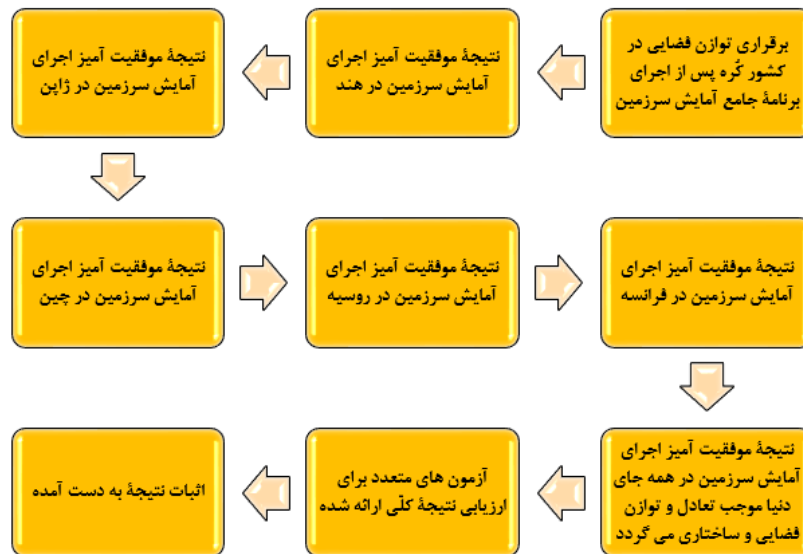 برقراری توازن فضایی در
کشور کُره پس از اجرای
برنامهٔ جامع آمایش سرزمین
نتیجهٔ موفقیت آمیز اجرای
آمایش سرزمین در هند
نتیجهٔ موفقیت آمیز اجرای
آمایش سرزمین در ژاپن
نتیجهٔ موفقیت آمیز اجرای
آمایش سرزمین در چین
نتیجهٔ موفقیت آمیز اجرای
آمایش سرزمین در روسیه
نتیجهٔ موفقیت آمیز اجرای
آمایش سرزمین در فرانسه
نتیجهٔ موفقیت آمیز اجرای
آمایش سرزمین در همه جای
دنیا موجب تعادل و توازن
فضایی و ساختاری می گردد
آزمون های متعدد برای
ارزیابی نتیجهٔ کلّی ارائه شده
اثبات نتیجهٔ به دست آمده